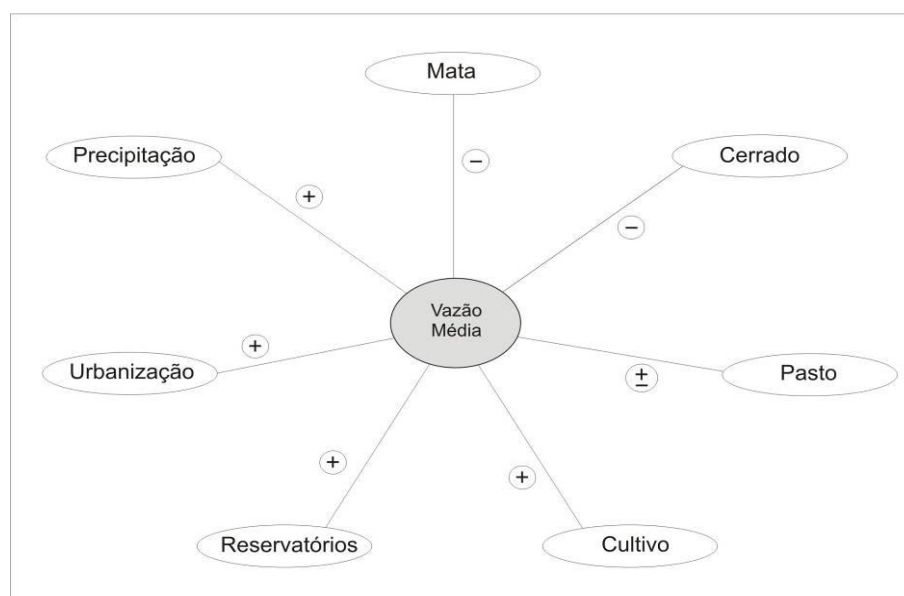 Mata
Precipitação
Cerrado
+
−
−
Vazão
Média
Urbanização
+
±
Pasto
+
+
Reservatórios
Cultivo